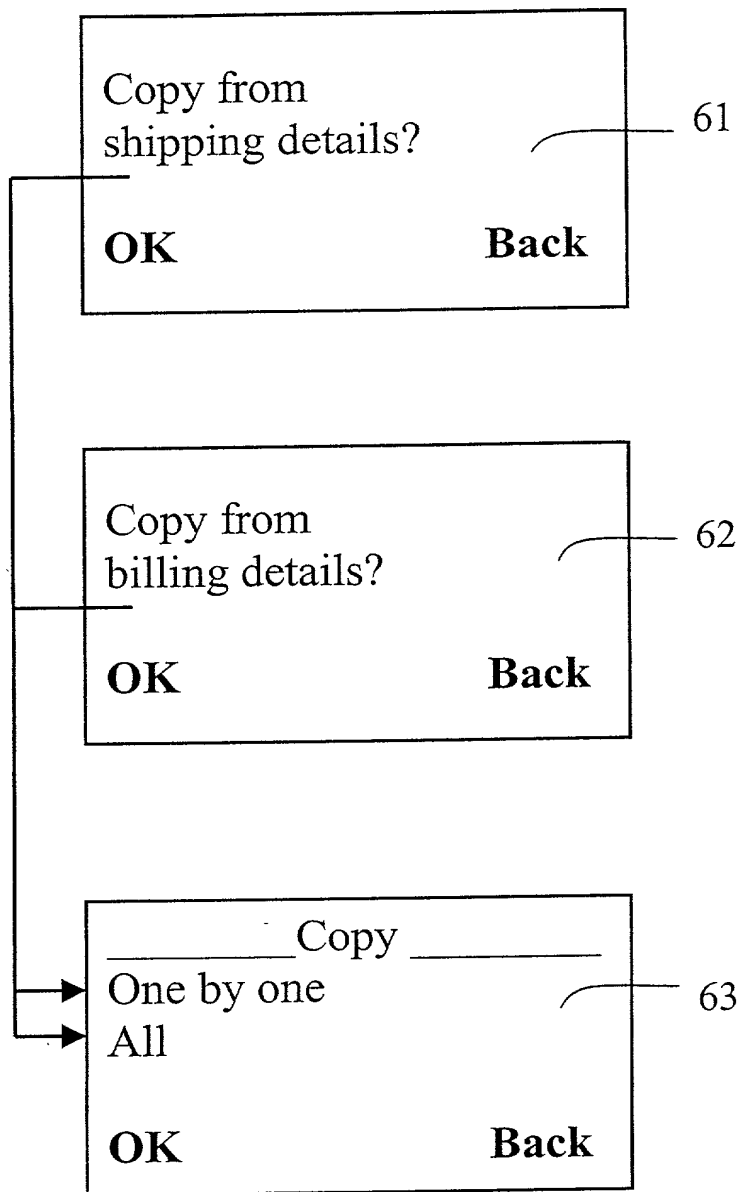 Copy from
shipping details?
61
OK Back
Copy from
billing details?
62
OK Back
Copy
One by one
63
All
OK Back